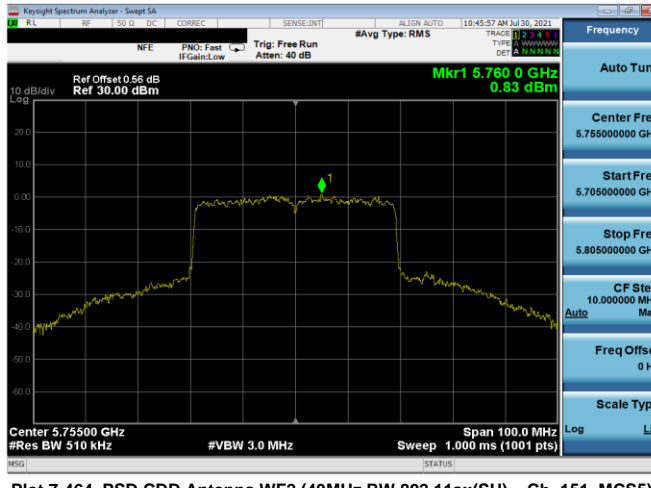 Keysight Spectrum Analyzer - Swept SA
RL RF 50 Ω DC CORREC SENSE:INT ALIGN AUTO 10:45:57 AM Jul 30, 2021
#Avg Type: RMS TRACE 1 2 3 4 5 6
NFE PNO: Fast Trig: Free Run TYPE A WWWWW
IFGain:Low Atten: 40 dB DET A N N N N N
Frequency
Auto Tun
Mkr1 5.760 0 GHz
0.83 dBm
Ref Offset 0.56 dB
10 dB/div Ref 30.00 dBm
Log
1
20.0
10.0
0.00
-10.0
-20.0
-30.0
-40.0
-50.0
-60.0
Center Fre
5.755000000 GH
Start Fre
5.705000000 GH
Stop Fre
5.805000000 GH
CF Ste
10.000000 MH
Auto Ma
Freq Offs
0 H
Scale Typ
Log L
Center 5.75500 GHz Span 100.0 MHz
#Res BW 510 kHz #VBW 3.0 MHz Sweep 1.000 ms (1001 pts)
MSG STATUS